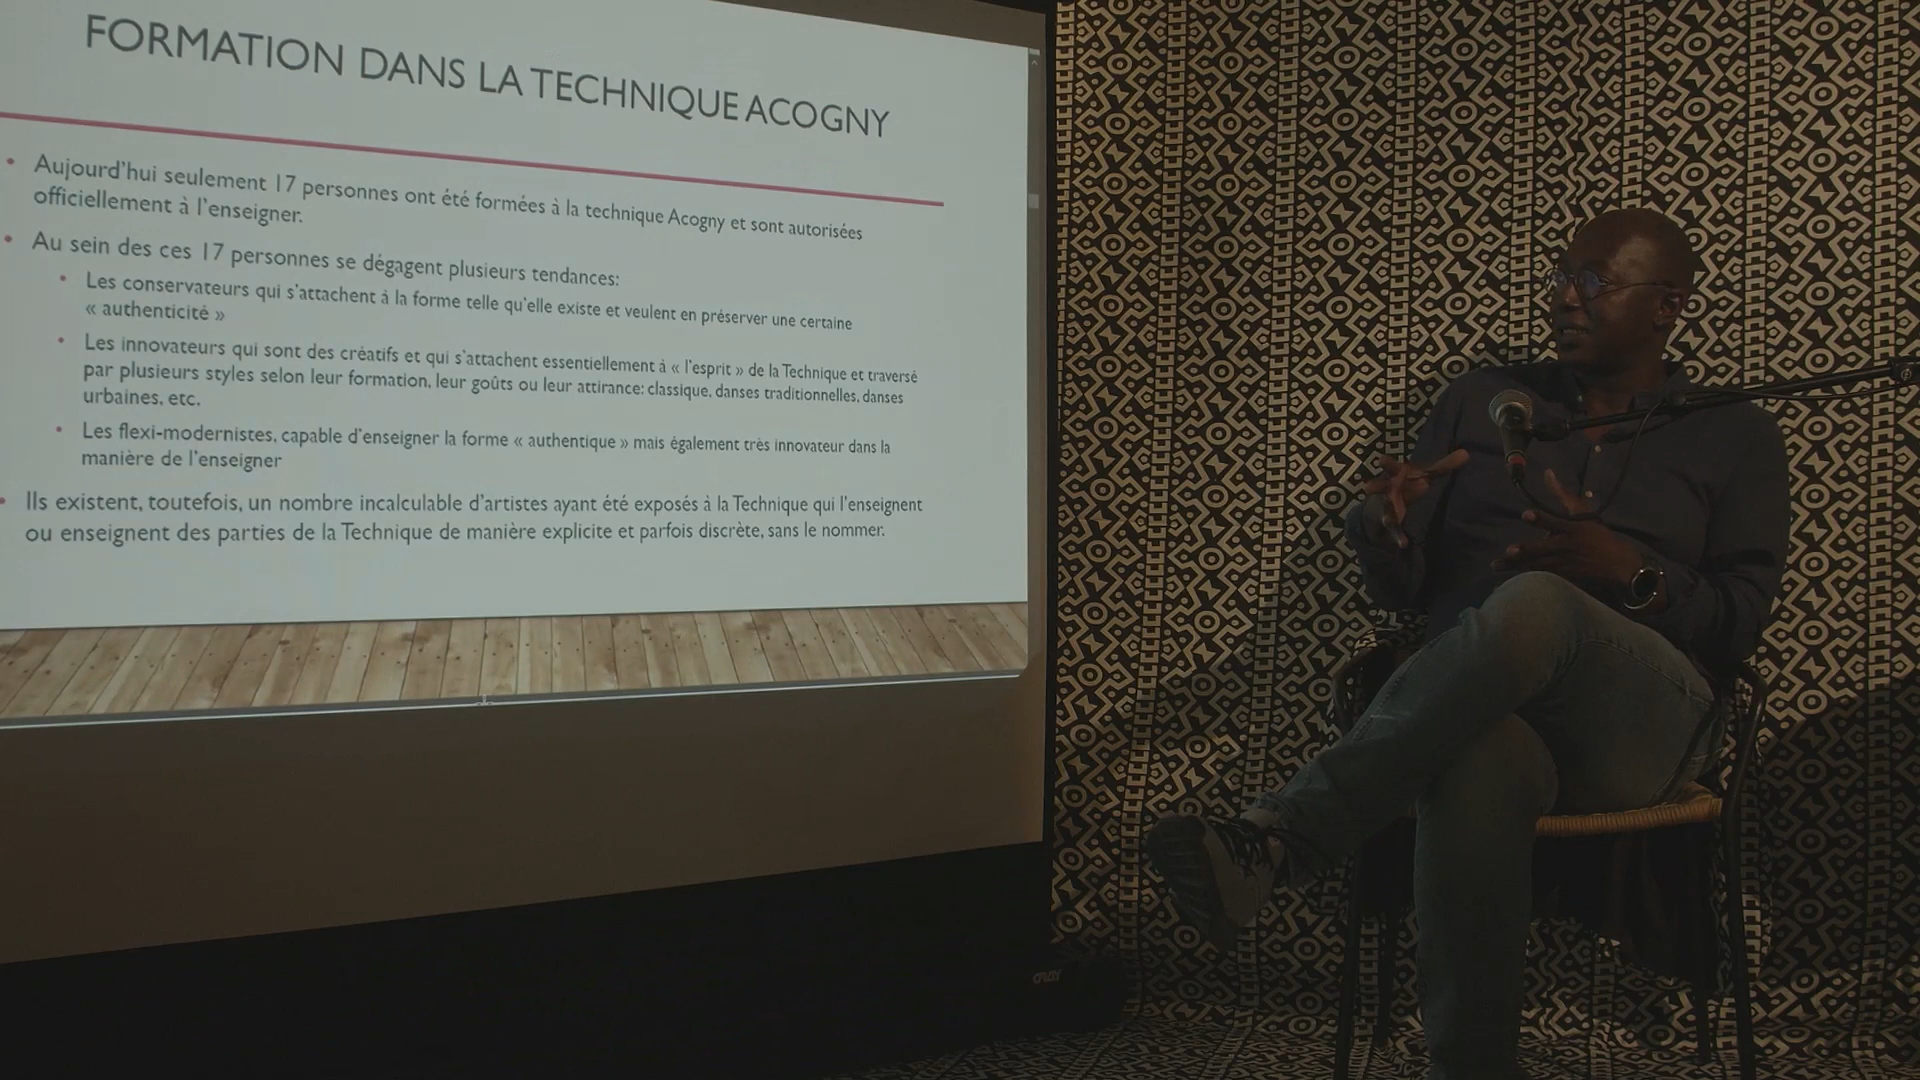 FORMATION DANS LA TECHNIQUE ACOGNY
• Aujourd'hui seulement 17 personnes ont été formées à la technique Acogny et sont autorisées
officiellement à l'enseigner.
• Au sein des ces 17 personnes se dégagent plusieurs tendances:
• Les conservateurs qui s'attachent à la forme telle qu'elle existe et veulent en préserver une certaine
« authenticité »
• Les innovateurs qui sont des créatifs et qui s'attachent essentiellement à « l'esprit » de la Technique et traversé
par plusieurs styles selon leur formation, leur goûts ou leur attirance: classique, danses traditionnelles, danses
urbaines, etc.
• Les flexi-modernistes, capable d'enseigner la forme « authentique » mais également très innovateur dans la
manière de l'enseigner
• Ils existent, toutefois, un nombre incalculable d'artistes ayant été exposés à la Technique qui l'enseignent
ou enseignent des parties de la Technique de manière explicite et parfois discrète, sans le nommer.